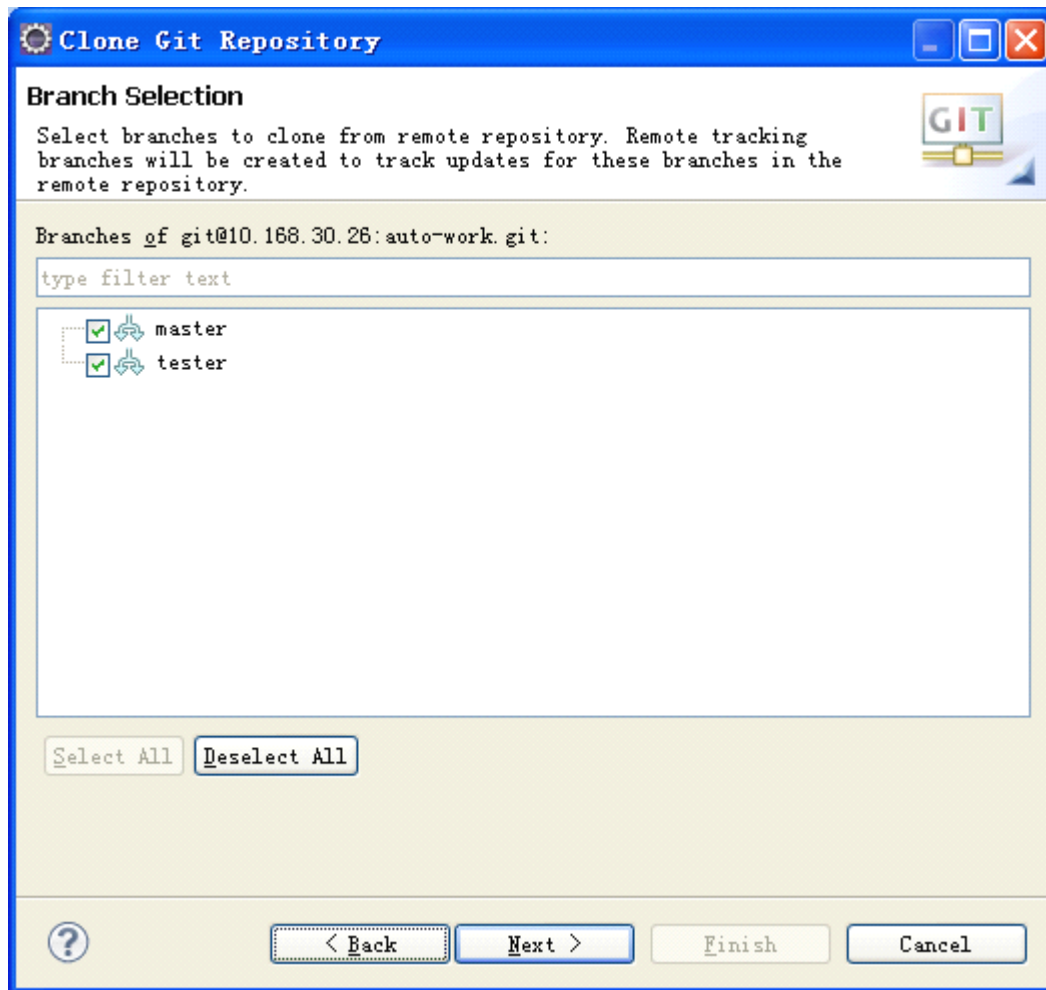 Clone Git Repository
Branch Selection
GIT
Select branches to clone from remote repository. Remote tracking
branches will be created to track updates for these branches in the
remote repository.
Branches of git@10.168.30.26:auto-work.git:
type filter text
master
tester
Select All Deselect All
? < Back Next > Finish Cancel